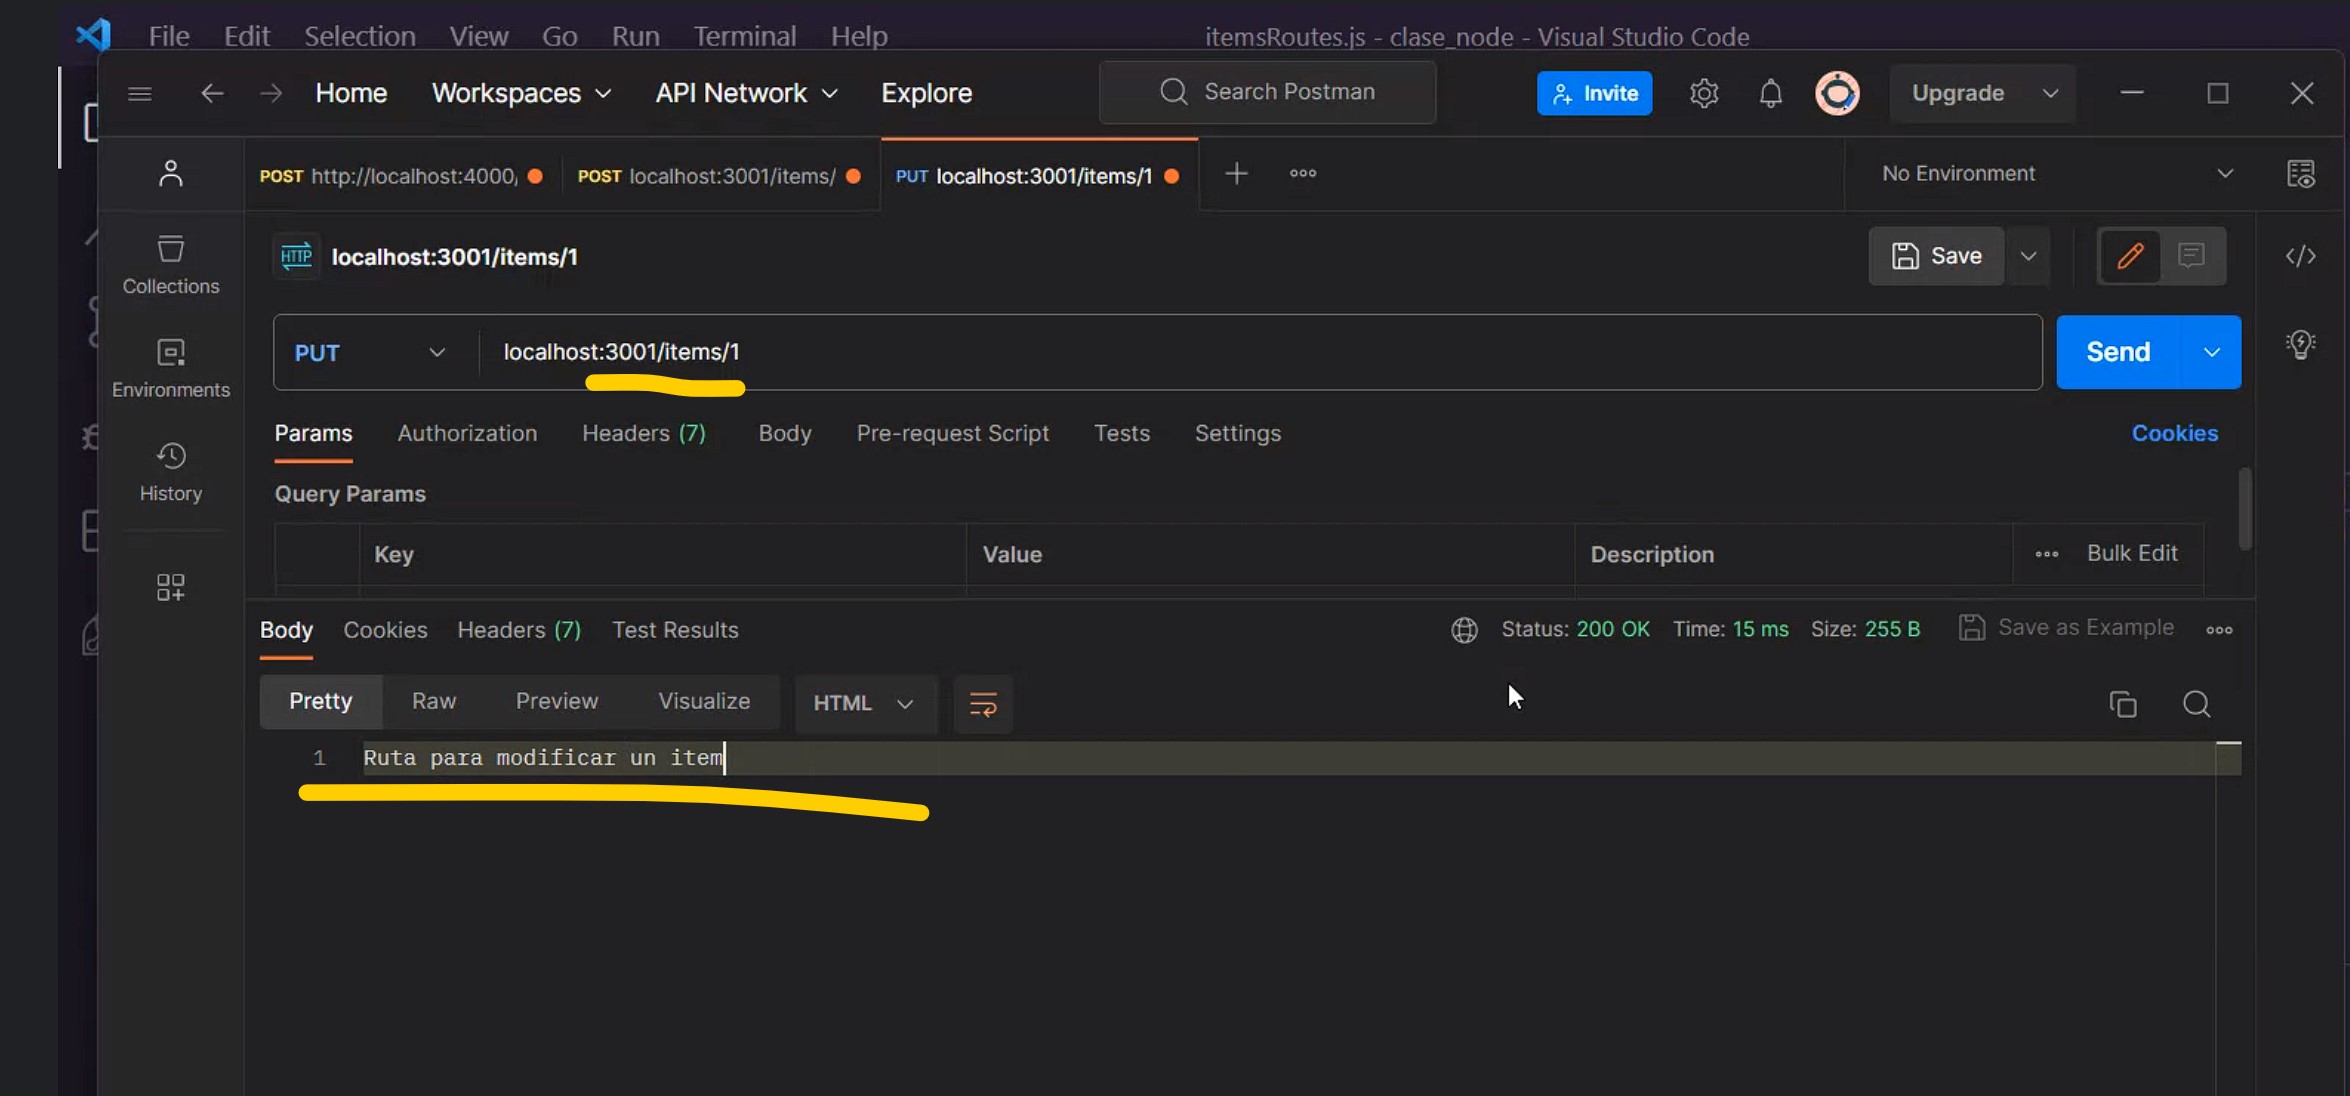 File Edit Selection View Go Run Terminal Help itemsRoutes.js - clase_node - Visual Studio Code
Home Workspaces API Network Explore Search Postman Invite Upgrade
POST http://localhost:4000, POST localhost:3001/items/ PUT localhost:3001/items/1 No Environment
HTTP localhost:3001/items/1 Save
Collections
PUT localhost:3001/items/1 Send
Environments
Params Authorization Headers (7) Body Pre-request Script Tests Settings Cookies
History
Query Params
Key Value Description Bulk Edit
Body Cookies Headers (7) Test Results Status: 200 OK Time: 15 ms Size: 255 B Save as Example
Pretty Raw Preview Visualize HTML
1 Ruta para modificar un item